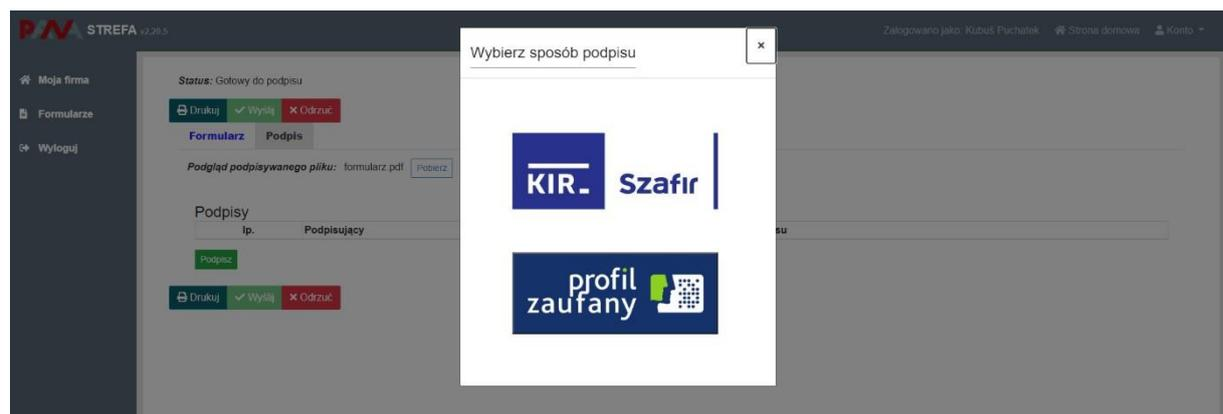 PANA STREFA v2.20.5
Zalogowano jako: Kubuś Puchatek Strona domowa Konto
Wybierz sposób podpisu ×
Moja firma
Formularze
Wyloguj
Status: Gotowy do podpisu
Drukuj Wyślij Odrzuć
Formularz Podpis
Podgląd podpisywanego pliku: formularz.pdf Pobierz
KIR Szafir
Podpisy
lp. Podpisujący su
Podpisz
profil
zaufany
Drukuj Wyślij Odrzuć